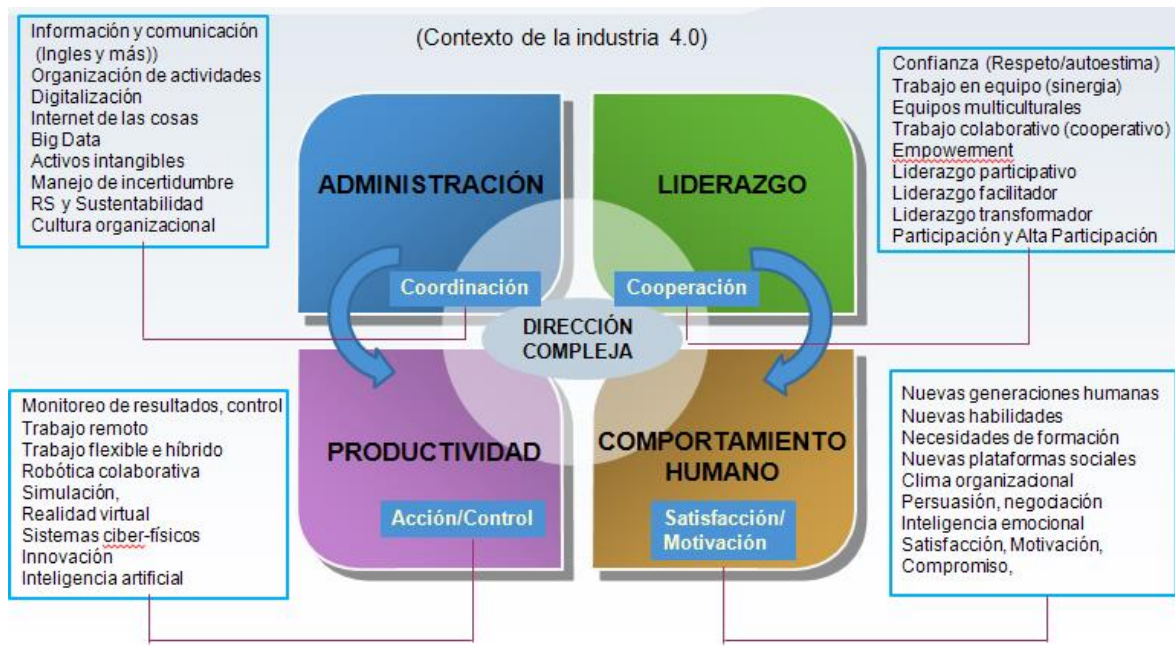 (Contexto de la industria 4.0)
Información y comunicación
(Ingles y más))
Organización de actividades
Digitalización
Internet de las cosas
Big Data
Activos intangibles
Manejo de incertidumbre
RS y Sustentabilidad
Cultura organizacional
ADMINISTRACIÓN
Coordinación
LIDERAZGO
Cooperación
Confianza (Respeto/autoestima)
Trabajo en equipo (sinergia)
Equipos multiculturales
Trabajo colaborativo (cooperativo)
Empowerment
Liderazgo participativo
Liderazgo facilitador
Liderazgo transformador
Participación y Alta Participación
DIRECCIÓN
COMPLEJA
Monitoreo de resultados, control
Trabajo remoto
Trabajo flexible e híbrido
Robótica colaborativa
Simulación,
Realidad virtual
Sistemas ciber-físicos
Innovación
Inteligencia artificial
PRODUCTIVIDAD
Acción/Control
COMPORTAMIENTO
HUMANO
Satisfacción/
Motivación
Nuevas generaciones humanas
Nuevas habilidades
Necesidades de formación
Nuevas plataformas sociales
Clima organizacional
Persuasión, negociación
Inteligencia emocional
Satisfacción, Motivación,
Compromiso,